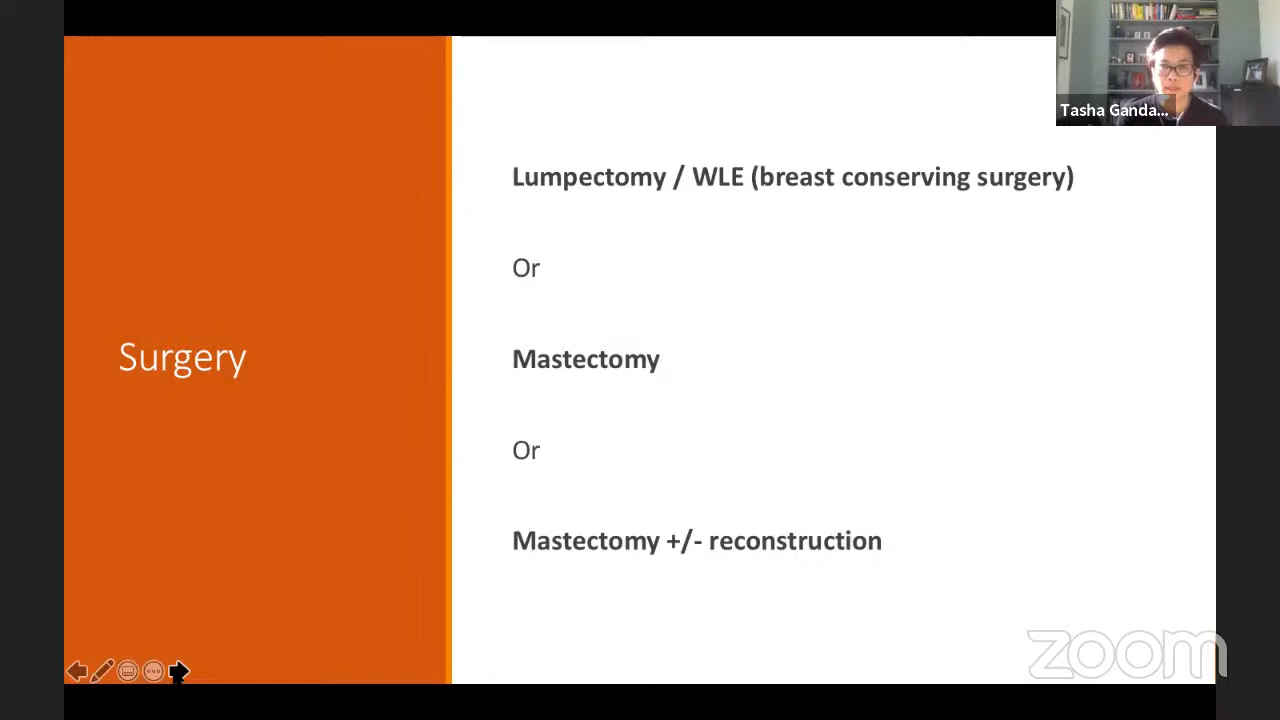 Tasha Ganda...
Lumpectomy / WLE (breast conserving surgery)
Or
Surgery
Mastectomy
Or
Mastectomy +/- reconstruction
zoom